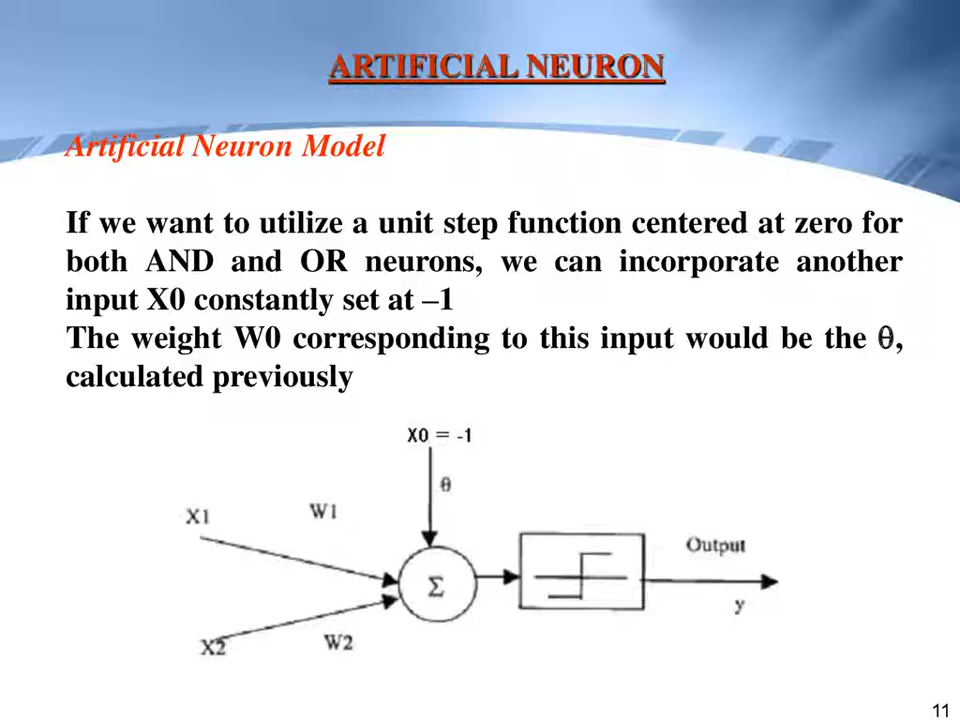 ARTIFICIAL NEURON
Artificial Neuron Model
If we want to utilize a unit step function centered at zero for
both AND and OR neurons, we can incorporate another
input X0 constantly set at –1
The weight W0 corresponding to this input would be the θ,
calculated previously
X0 = -1
θ
X1
W1
Σ
Output
y
X2
W2
11